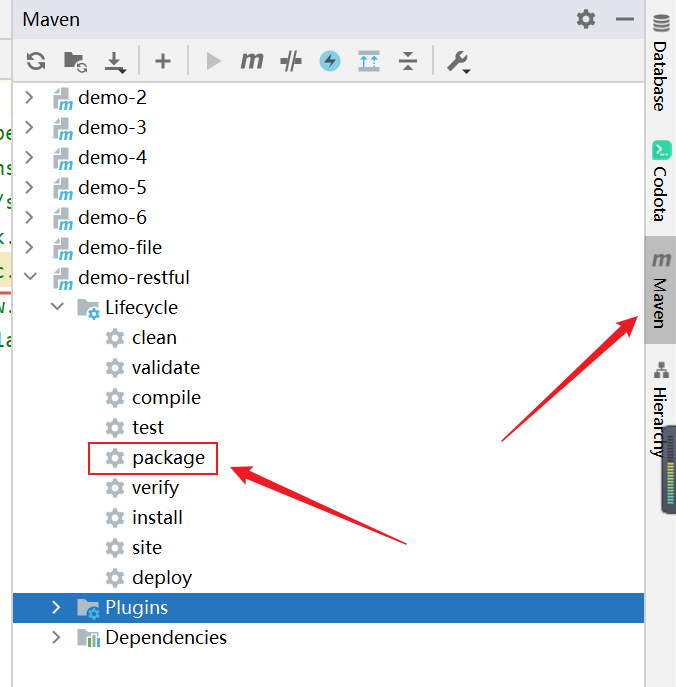 Maven
demo-2
demo-3
demo-4
demo-5
demo-6
demo-file
demo-restful
Lifecycle
clean
validate
compile
test
package
verify
install
site
deploy
Plugins
Dependencies
Database
Codota
m
Maven
Hierarchy